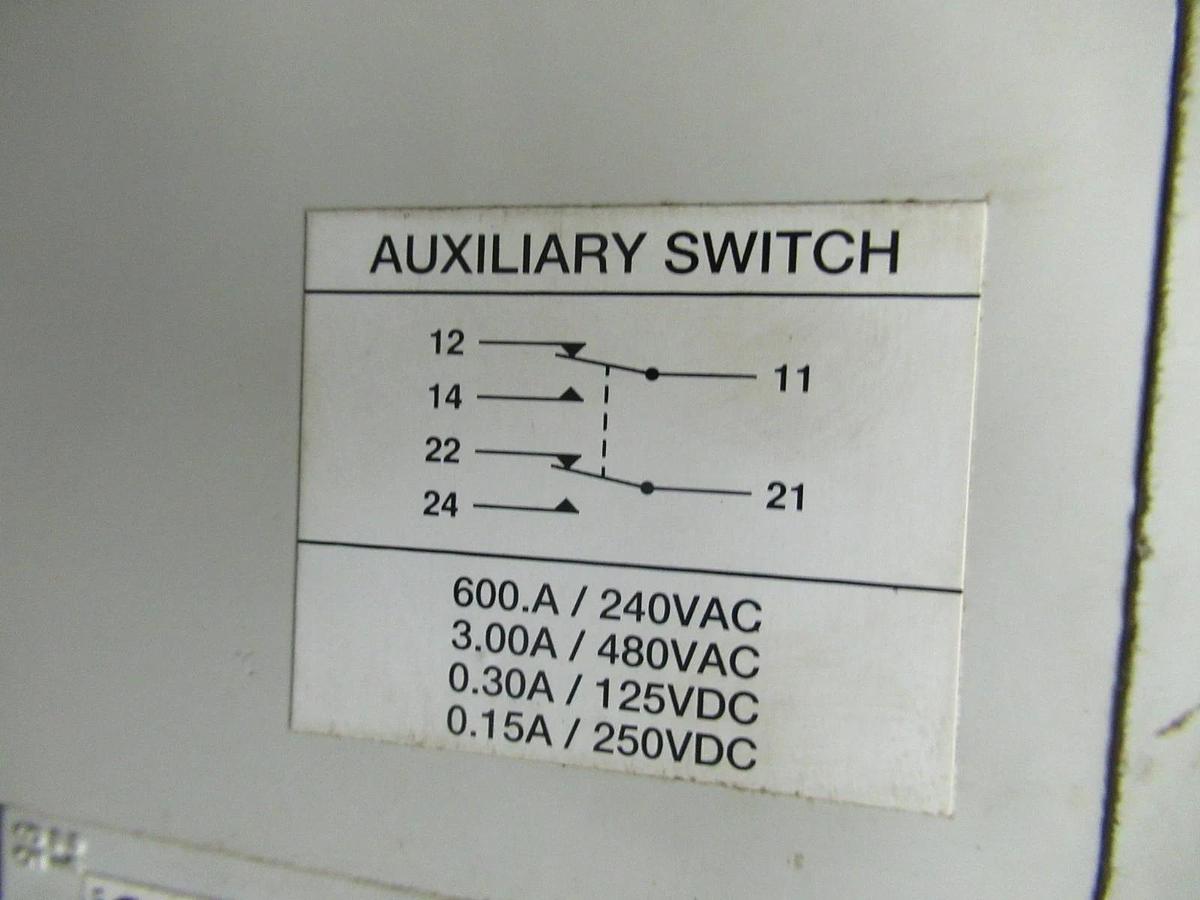 AUXILIARY SWITCH
12
11
14
22
21
24
600.A / 240VAC
3.00A / 480VAC
0.30A / 125VDC
0.15A / 250VDC